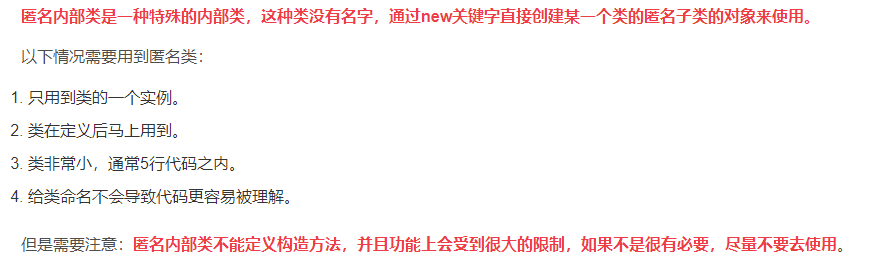 匿名内部类是一种特殊的内部类，这种类没有名字，通过new关键字直接创建某一个类的匿名子类的对象来使用。
以下情况需要用到匿名类：
1. 只用到类的一个实例。
2. 类在定义后马上用到。
3. 类非常小，通常5行代码之内。
4. 给类命名不会导致代码更容易被理解。
但是需要注意：匿名内部类不能定义构造方法，并且功能上会受到很大的限制，如果不是很有必要，尽量不要去使用。